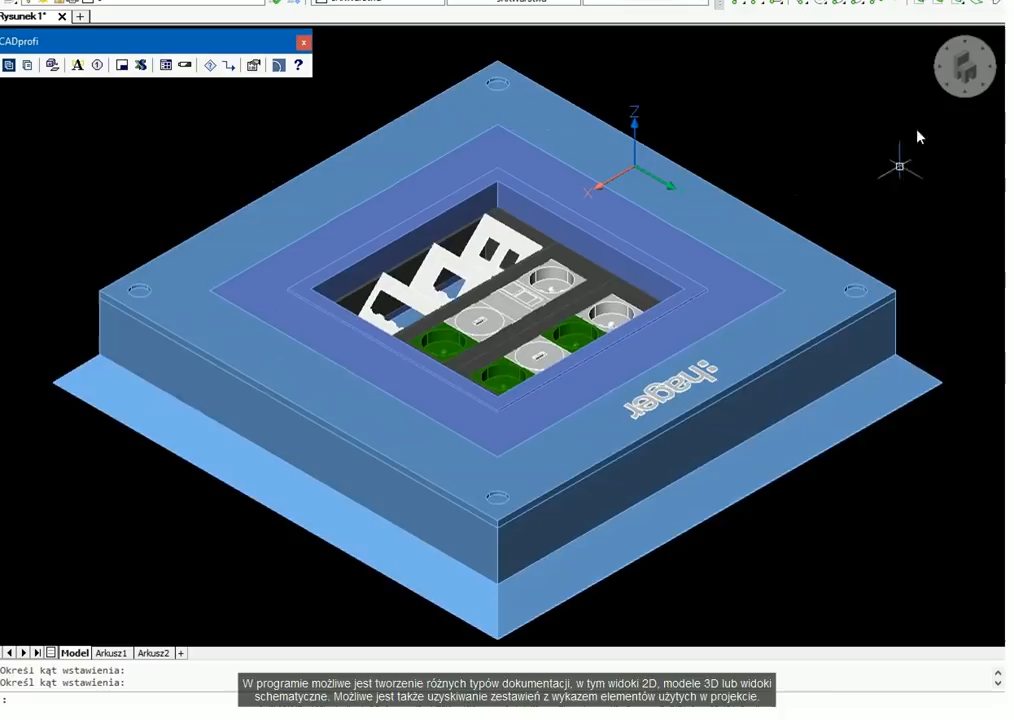 Rysunek1*
CADprofi
Z
X
:hager
Model Arkusz1 Arkusz2 +
Określ kąt wstawienia:
Określ kąt wstawienia:
:
W programie możliwe jest tworzenie różnych typów dokumentacji, w tym widoki 2D, modele 3D lub widoki
schematyczne. Możliwe jest także uzyskiwanie zestawień z wykazem elementów użytych w projekcie.